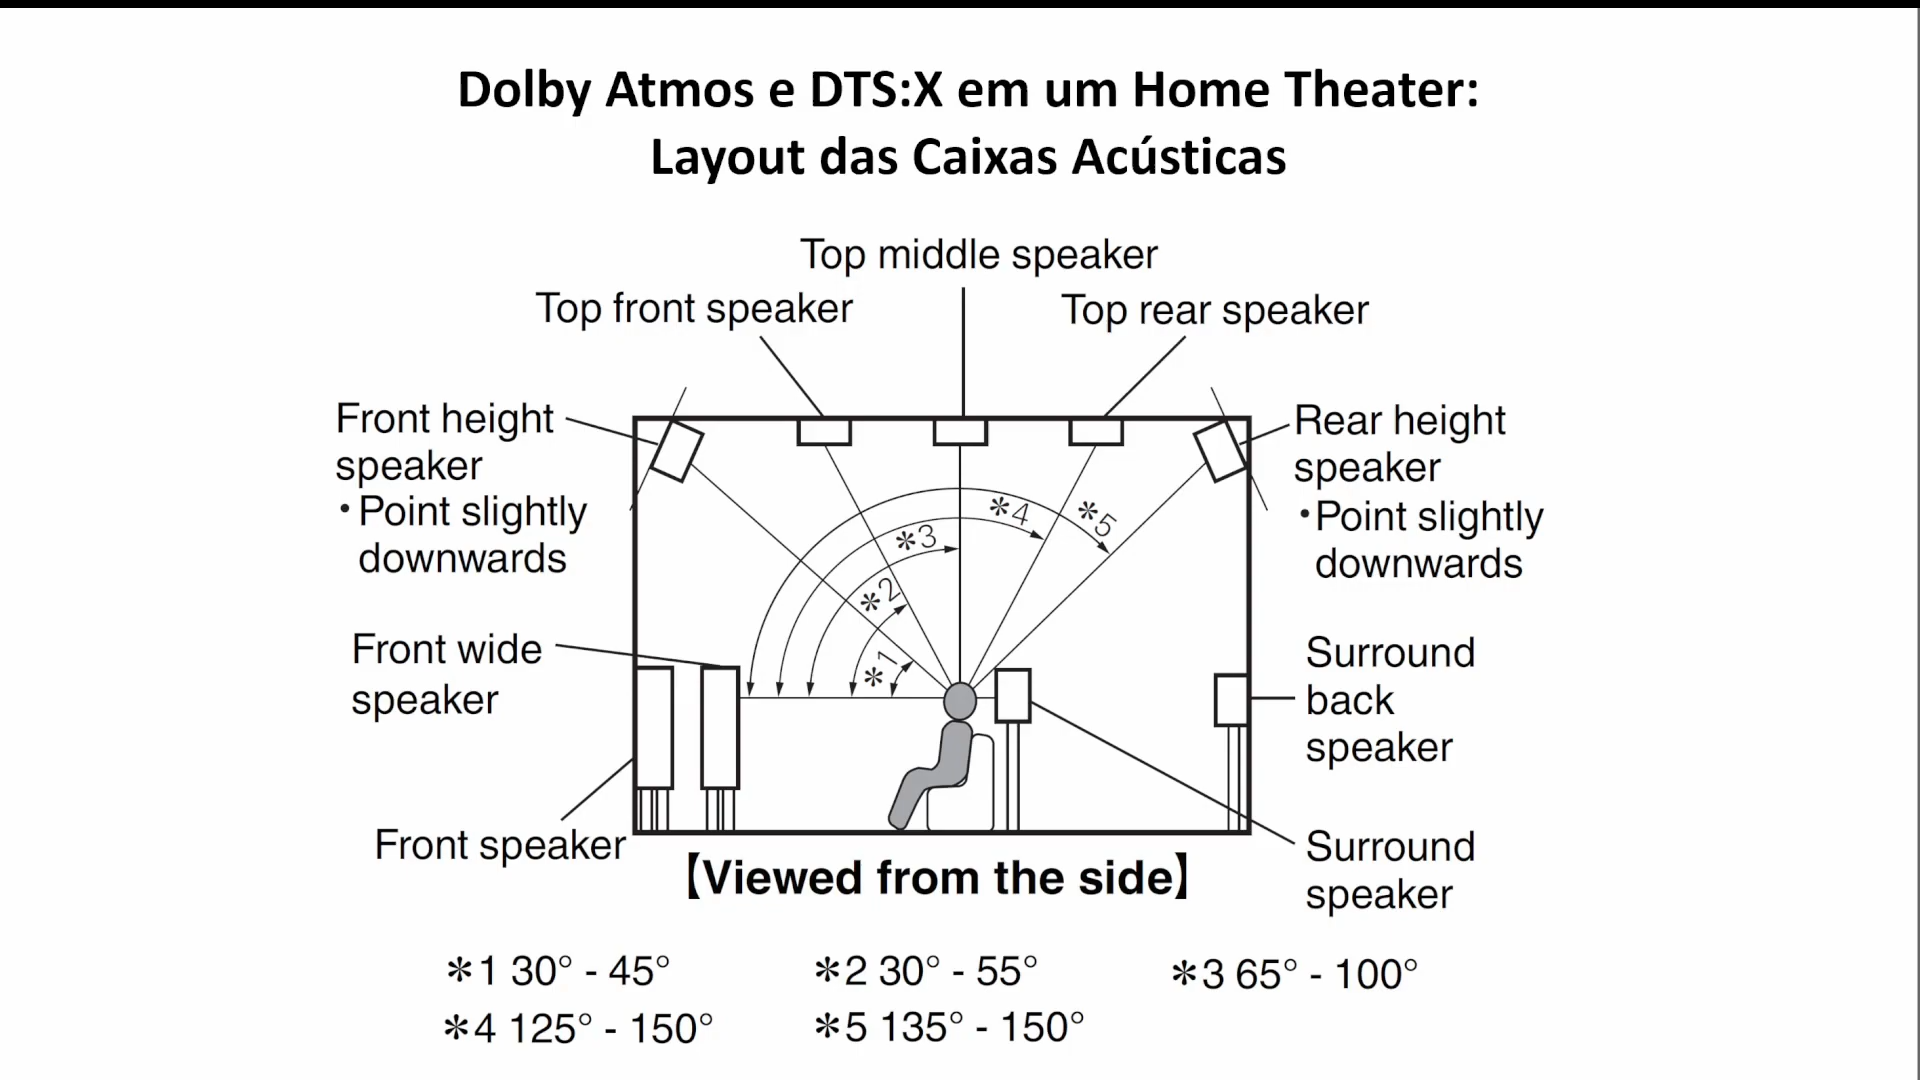 Dolby Atmos e DTS:X em um Home Theater:
Layout das Caixas Acústicas
Top middle speaker
Top front speaker
Top rear speaker
Front height
speaker
・Point slightly
downwards
Rear height
speaker
・Point slightly
downwards
*1
*2
*3
*4
*5
Front wide
speaker
Surround
back
speaker
Front speaker
Surround
speaker
【Viewed from the side】
*1 30° - 45°
*2 30° - 55°
*3 65° - 100°
*4 125° - 150°
*5 135° - 150°